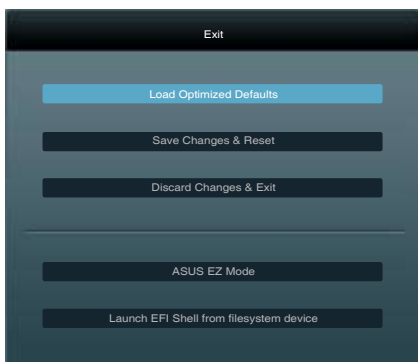 Exit
Load Optimized Defaults
Save Changes & Reset
Discard Changes & Exit
ASUS EZ Mode
Launch EFI Shell from filesystem device